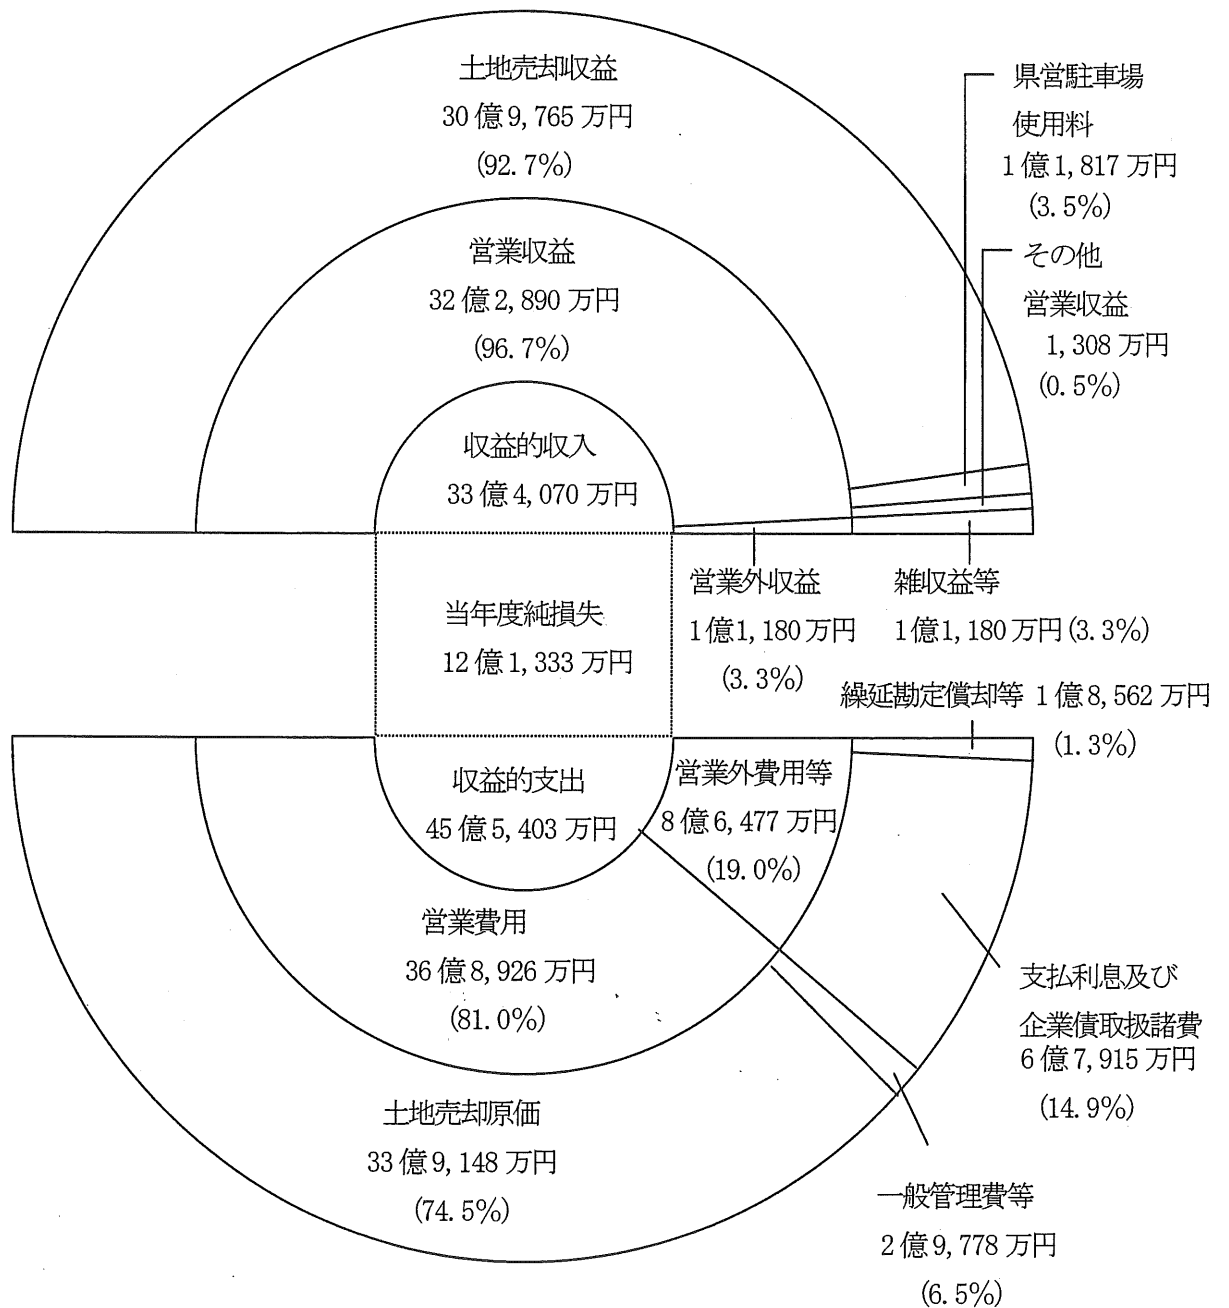 土地売却収益
30億9,765万円
(92.7%)
県営駐車場
使用料
1億1,817万円
(3.5%)
営業収益
32億2,890万円
(96.7%)
その他
営業収益
1,308万円
(0.5%)
収益的収入
33億4,070万円
営業外収益
1億1,180万円
(3.3%)
雑収益等
1億1,180万円(3.3%)
当年度純損失
12億1,333万円
繰延勘定償却等 1億8,562万円
(1.3%)
収益的支出
45億5,403万円
営業外費用等
8億6,477万円
(19.0%)
営業費用
36億8,926万円
(81.0%)
支払利息及び
企業債取扱諸費
6億7,915万円
(14.9%)
土地売却原価
33億9,148万円
(74.5%)
一般管理費等
2億9,778万円
(6.5%)